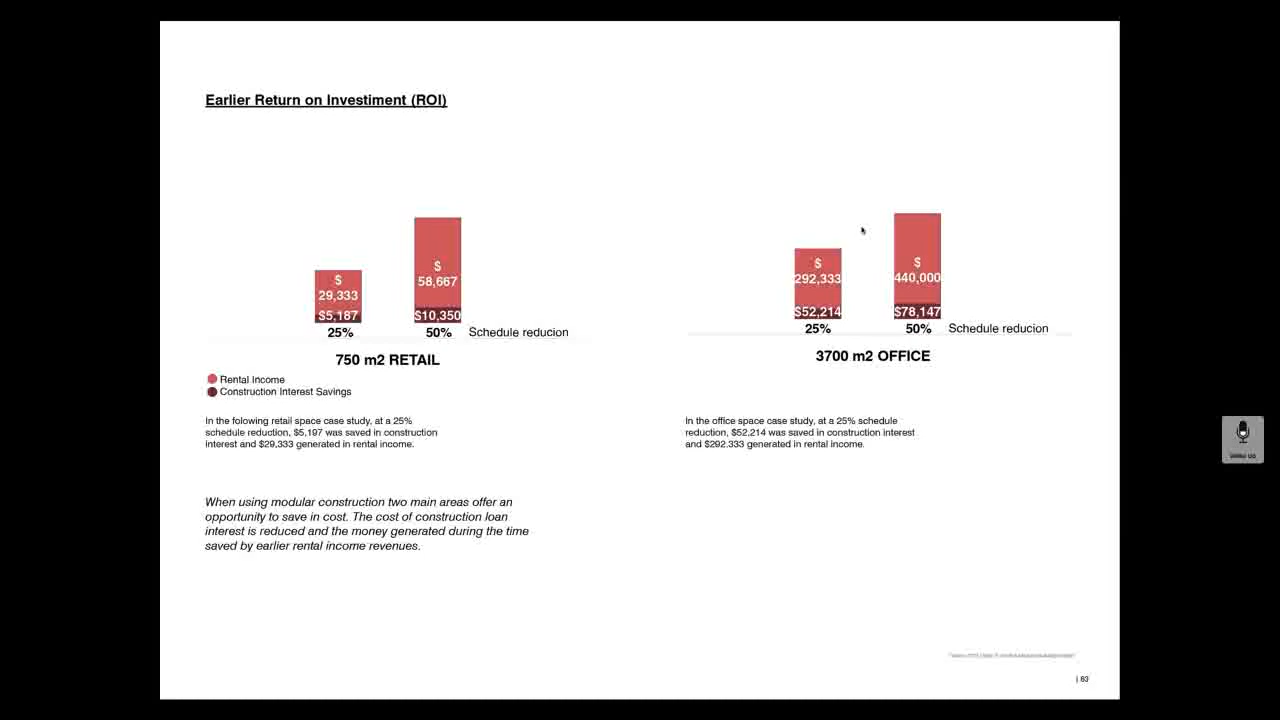 Earlier Return on Investiment (ROI)
$
29,333
$5,187
$
58,667
$10,350
25%
50%
Schedule reducion
750 m2 RETAIL
Rental Income
Construction Interest Savings
In the folowing retail space case study, at a 25%
schedule reduction, $5,197 was saved in construction
interest and $29,333 generated in rental income.
When using modular construction two main areas offer an
opportunity to save in cost. The cost of construction loan
interest is reduced and the money generated during the time
saved by earlier rental income revenues.
$
292,333
$52,214
$
440,000
$78,147
25%
50%
Schedule reducion
3700 m2 OFFICE
In the office space case study, at a 25% schedule
reduction, $52,214 was saved in construction interest
and $292.333 generated in rental income.
| 63